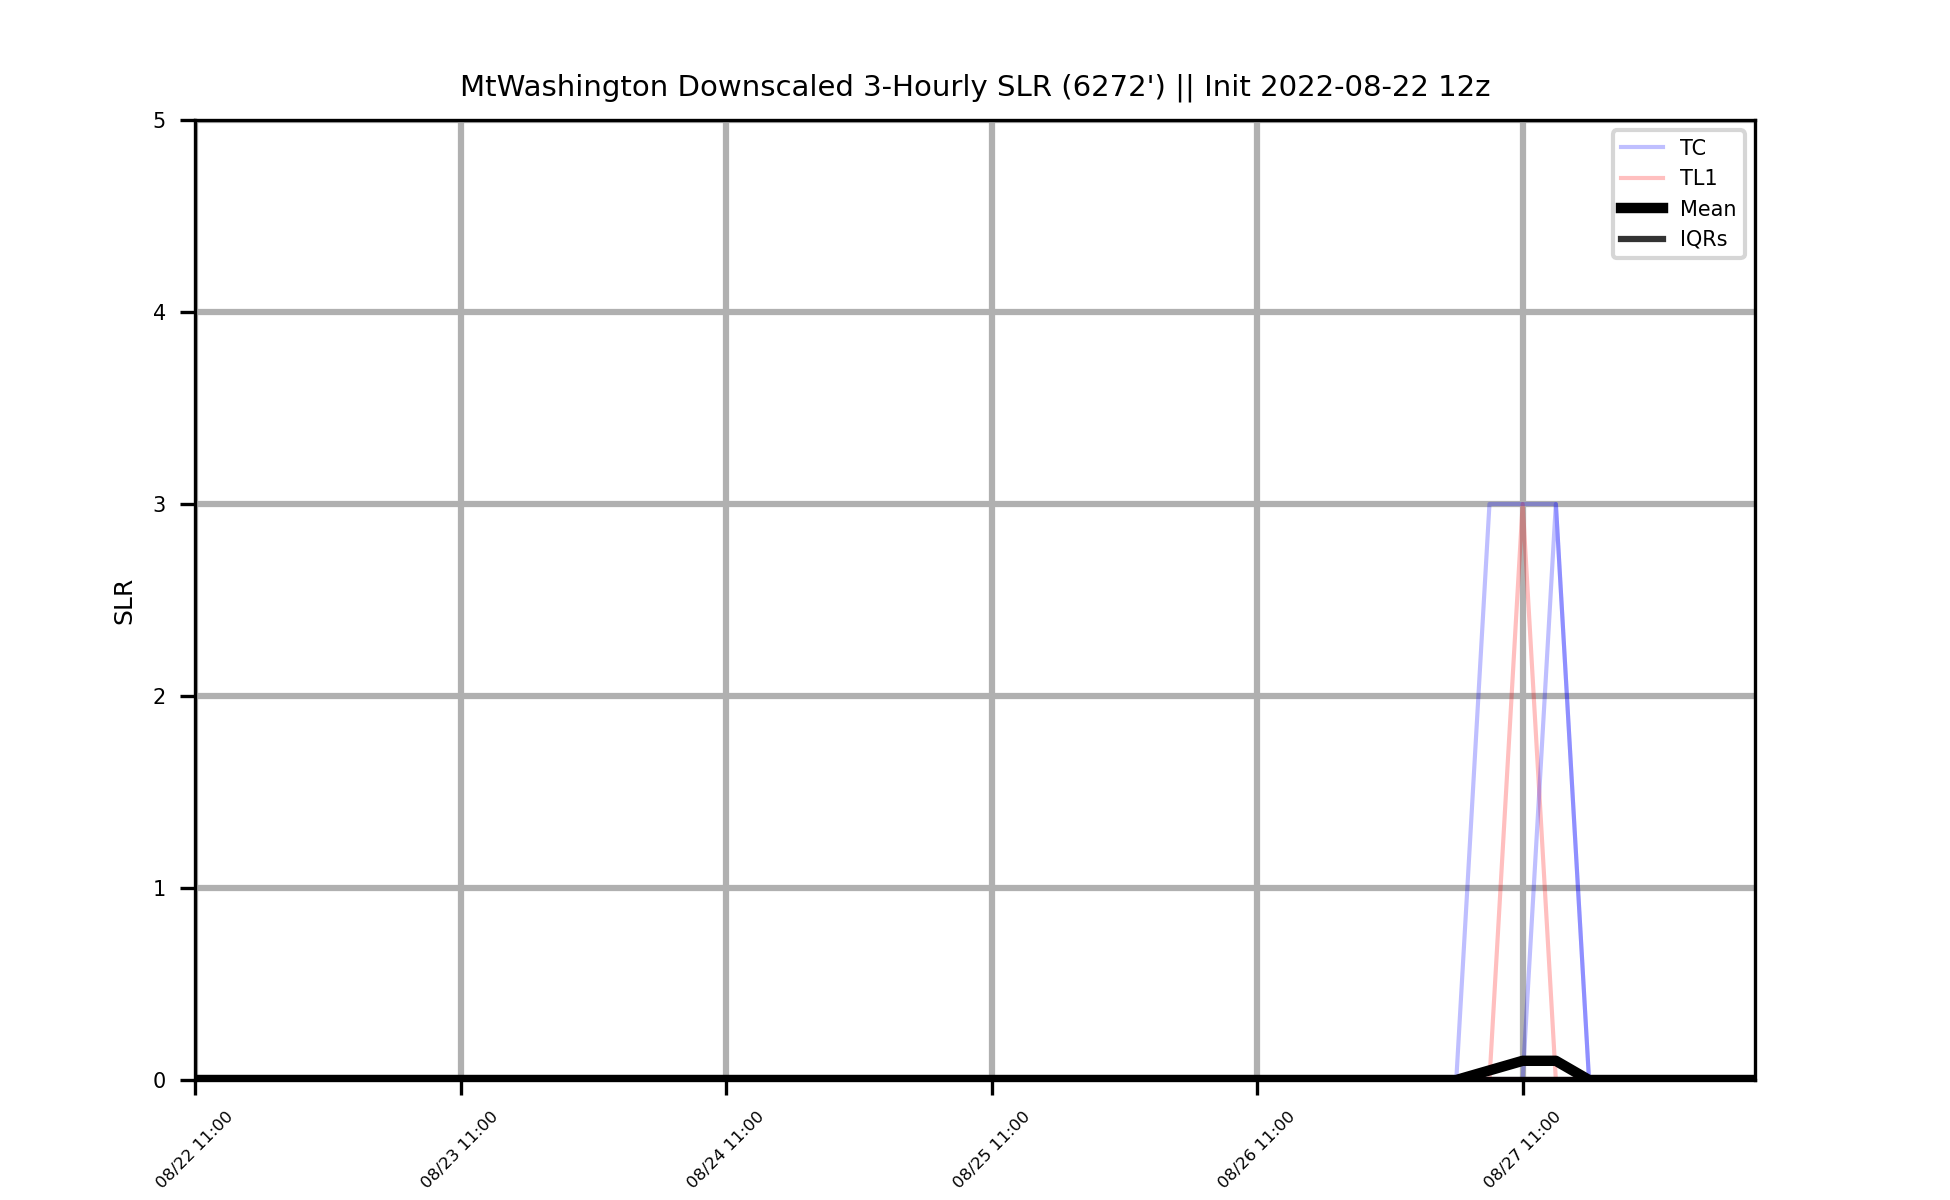 MtWashington Downscaled 3-Hourly SLR (6272') || Init 2022-08-22 12z
TC
TL1
Mean
IQRs
SLR
5
4
3
2
1
0
08/22 11:00
08/23 11:00
08/24 11:00
08/25 11:00
08/26 11:00
08/27 11:00